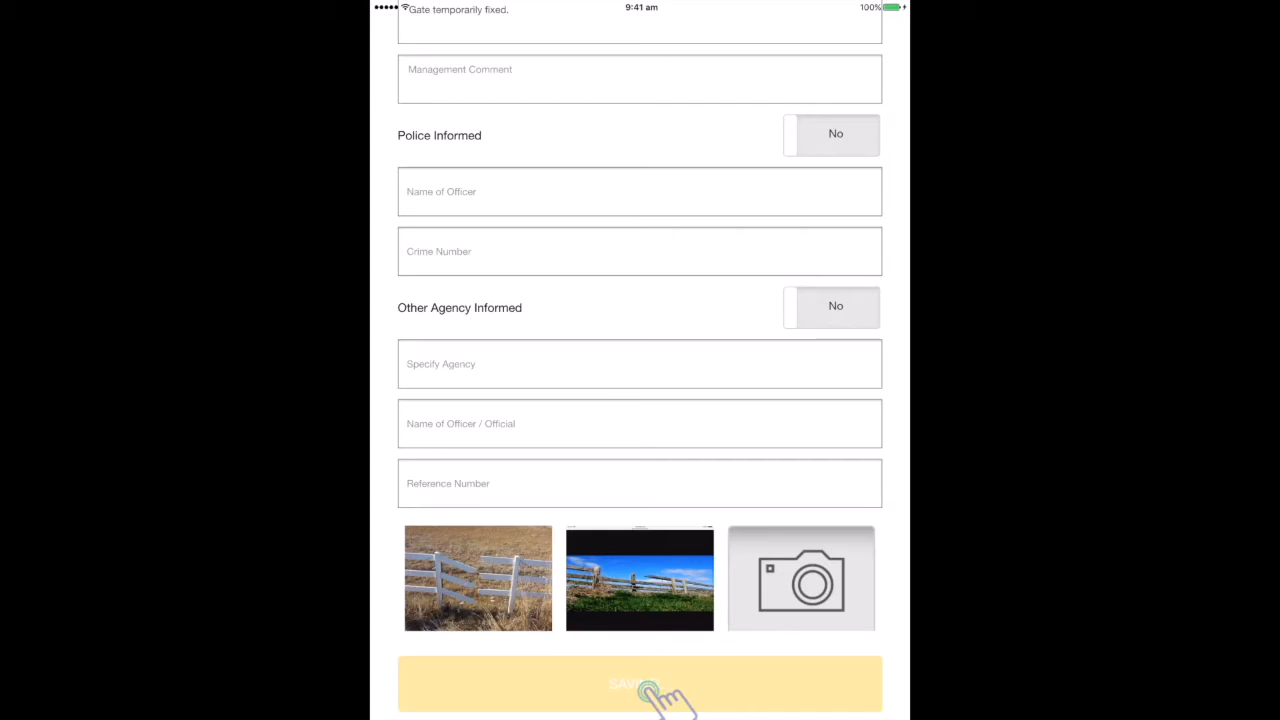 9:41 am
100%
Gate temporarily fixed.
Management Comment
Police Informed
No
Name of Officer
Crime Number
Other Agency Informed
No
Specify Agency
Name of Officer / Official
Reference Number